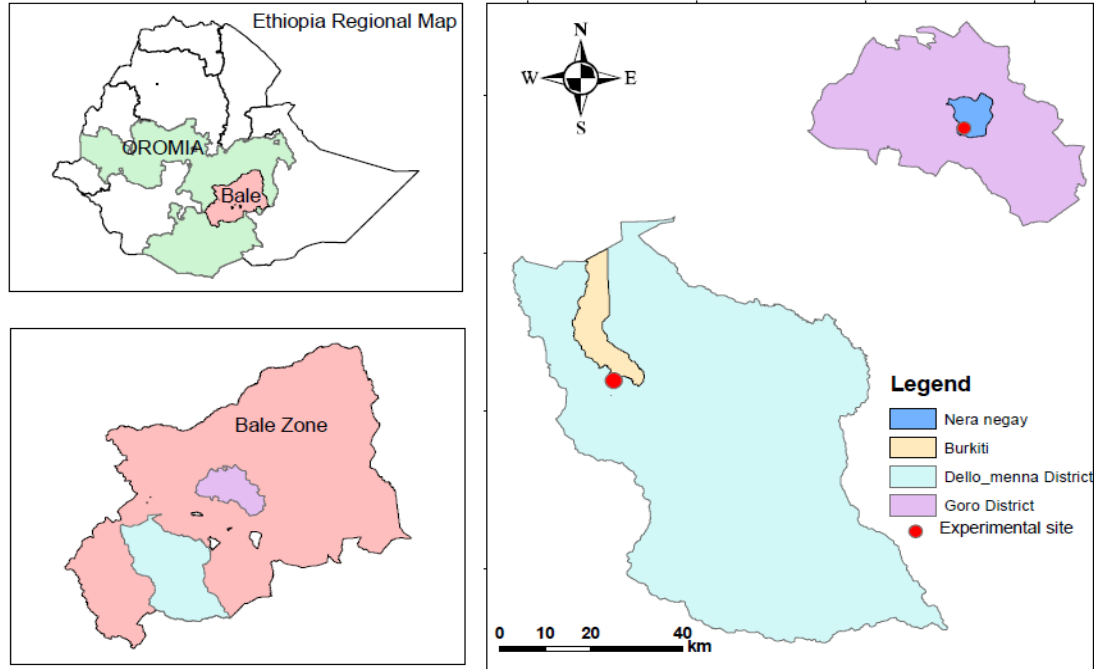 Ethiopia Regional Map
OROMIA
Bale
Bale Zone
N
W E
S
Legend
Nera negay
Burkiti
Dello_menna District
Goro District
Experimental site
0 10 20 40
km